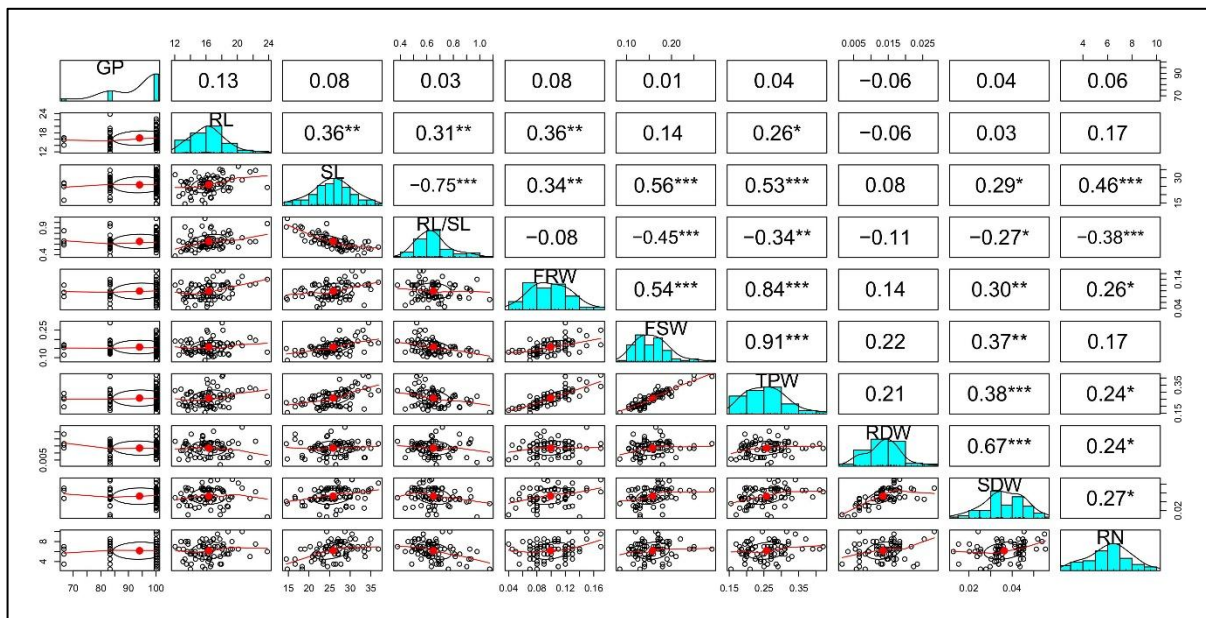 12 14 16 18 20 22 24 0.4 0.6 0.8 1.0 0.10 0.20 0.005 0.015 0.025 4 6 8 10
GP 0.13 0.08 0.03 0.08 0.01 0.04 −0.06 0.04 0.06 70 90
12 18 24 RL 0.36** 0.31** 0.36** 0.14 0.26* −0.06 0.03 0.17
SL −0.75*** 0.34** 0.56*** 0.53*** 0.08 0.29* 0.46*** 15 30
0.4 0.9 RL/SL −0.08 −0.45*** −0.34** −0.11 −0.27* −0.38***
FRW 0.54*** 0.84*** 0.14 0.30** 0.26* 0.04 0.14
0.10 0.25 FSW 0.91*** 0.22 0.37** 0.17
TPW 0.21 0.38*** 0.24* 0.15 0.35
0.005 RDW 0.67*** 0.24*
SDW 0.27* 0.02
4 8 RN
70 80 90 100 15 20 25 30 35 0.04 0.08 0.12 0.16 0.15 0.25 0.35 0.02 0.04